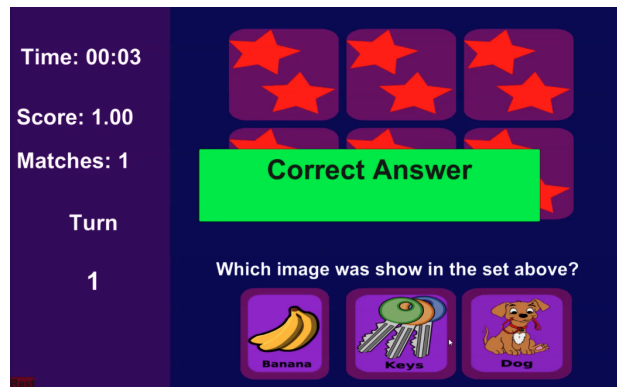 Time: 00:03
Score: 1.00
Matches: 1
Turn
1
Correct Answer
Which image was show in the set above?
Banana
Keys
Dog